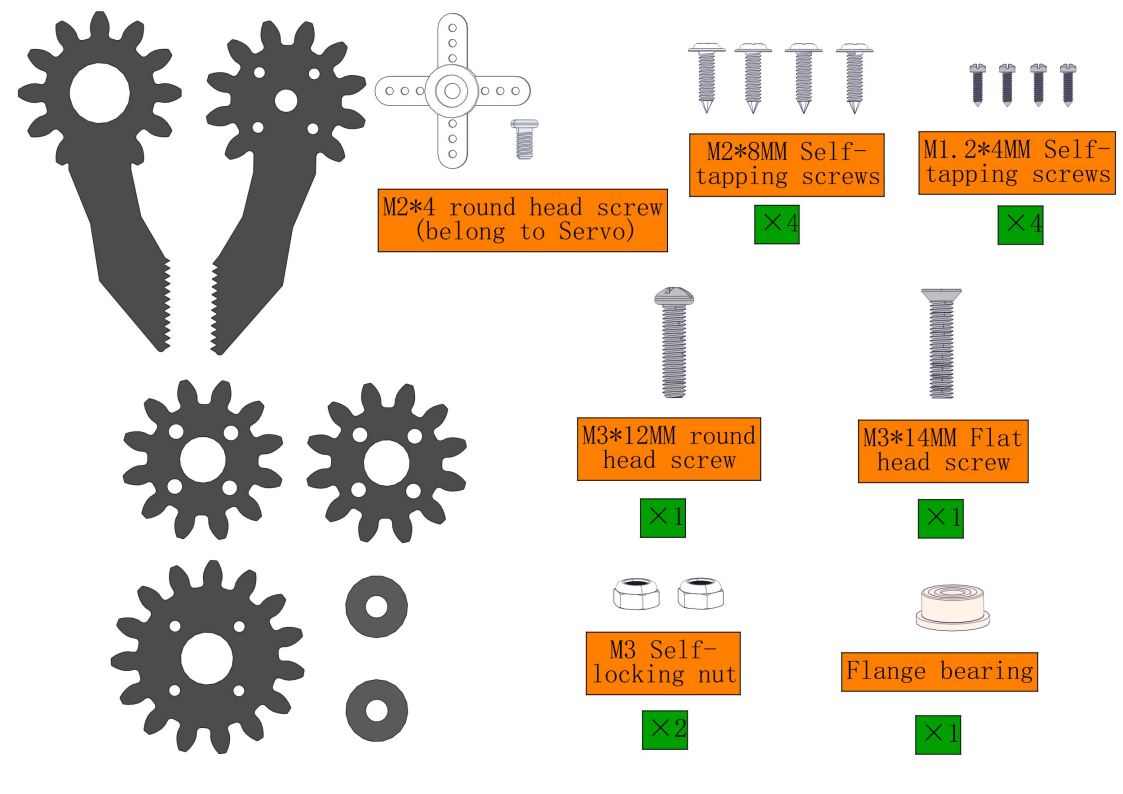 M2*4 round head screw
(belong to Servo)
M2*8MM Self-
tapping screws
×4
M1.2*4MM Self-
tapping screws
×4
M3*12MM round
head screw
×1
M3*14MM Flat
head screw
×1
M3 Self-
locking nut
×2
Flange bearing
×1